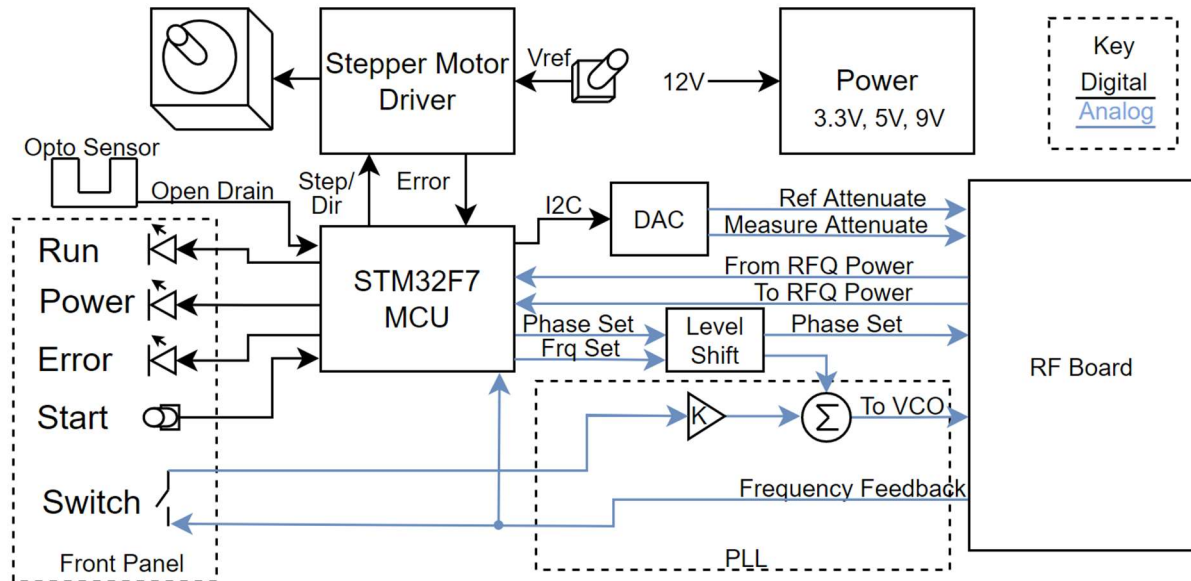 Stepper Motor
Driver
Vref
12V
Power
3.3V, 5V, 9V
Key
Digital
Analog
Opto Sensor
Open Drain
Step/
Dir
Error
I2C
DAC
Ref Attenuate
Measure Attenuate
Run
Power
Error
Start
Switch
Front Panel
STM32F7
MCU
From RFQ Power
To RFQ Power
Phase Set
Frq Set
Level
Shift
Phase Set
RF Board
K
Σ
To VCO
Frequency Feedback
PLL